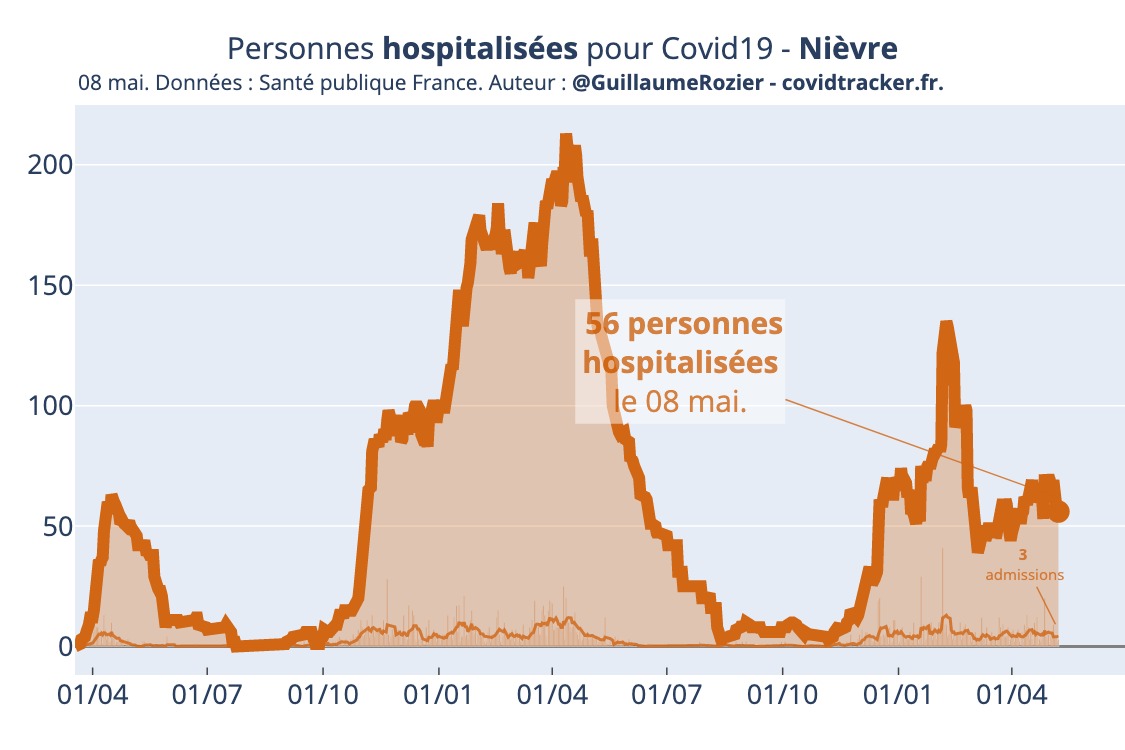 Personnes hospitalisées pour Covid19 - Nièvre
08 mai. Données : Santé publique France. Auteur : @GuillaumeRozier - covidtracker.fr.
200
150
56 personnes
hospitalisées
le 08 mai.
100
50
3
admissions
0
01/04 01/07 01/10 01/01 01/04 01/07 01/10 01/01 01/04